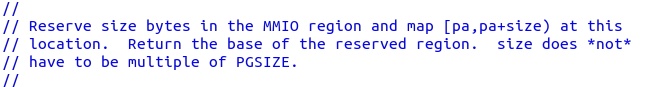 //
// Reserve size bytes in the MMIO region and map [pa,pa+size) at this
// location.  Return the base of the reserved region.  size does *not*
// have to be multiple of PGSIZE.
//